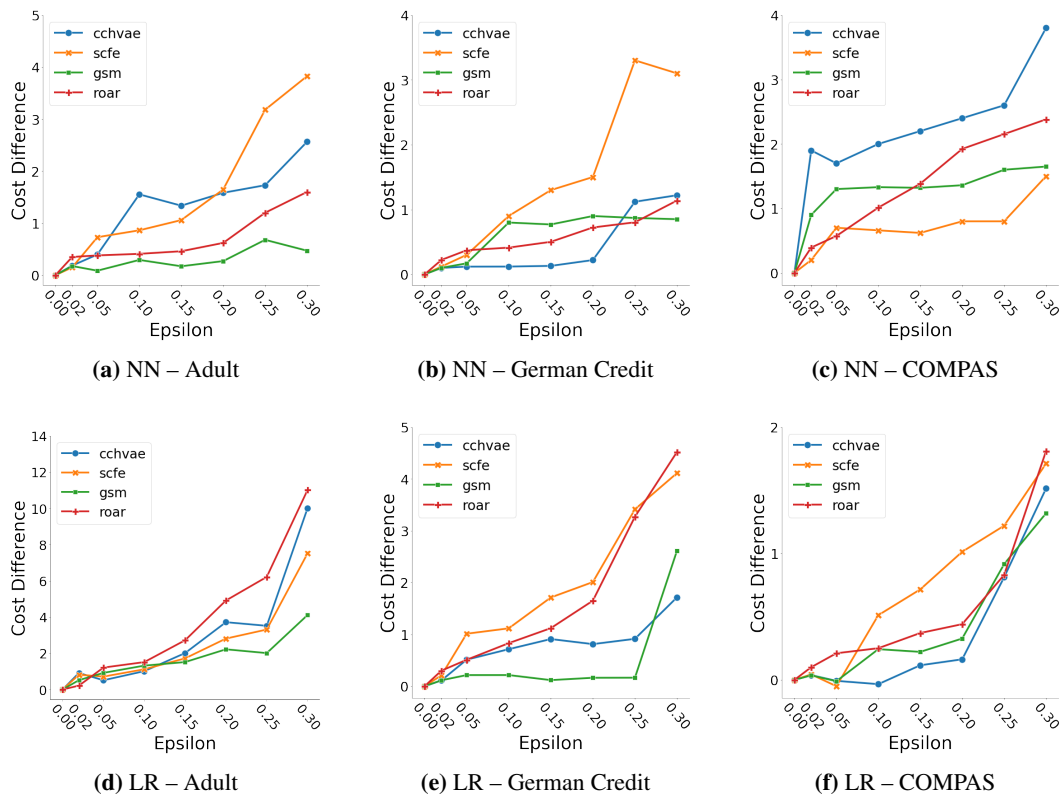 5
4
3
2
1
0
Cost Difference
cchvae
scfe
gsm
roar
0.00
0.02
0.05
0.10
0.15
0.20
0.25
0.30
Epsilon
(a) NN – Adult
4
3
2
1
0
Cost Difference
cchvae
scfe
gsm
roar
0.00
0.02
0.05
0.10
0.15
0.20
0.25
0.30
Epsilon
(b) NN – German Credit
4
3
2
1
0
Cost Difference
cchvae
scfe
gsm
roar
0.00
0.02
0.05
0.10
0.15
0.20
0.25
0.30
Epsilon
(c) NN – COMPAS
14
12
10
8
6
4
2
0
Cost Difference
cchvae
scfe
gsm
roar
0.00
0.02
0.05
0.10
0.15
0.20
0.25
0.30
Epsilon
(d) LR – Adult
5
4
3
2
1
0
Cost Difference
cchvae
scfe
gsm
roar
0.00
0.02
0.05
0.10
0.15
0.20
0.25
0.30
Epsilon
(e) LR – German Credit
2
1
0
Cost Difference
cchvae
scfe
gsm
roar
0.00
0.02
0.05
0.10
0.15
0.20
0.25
0.30
Epsilon
(f) LR – COMPAS